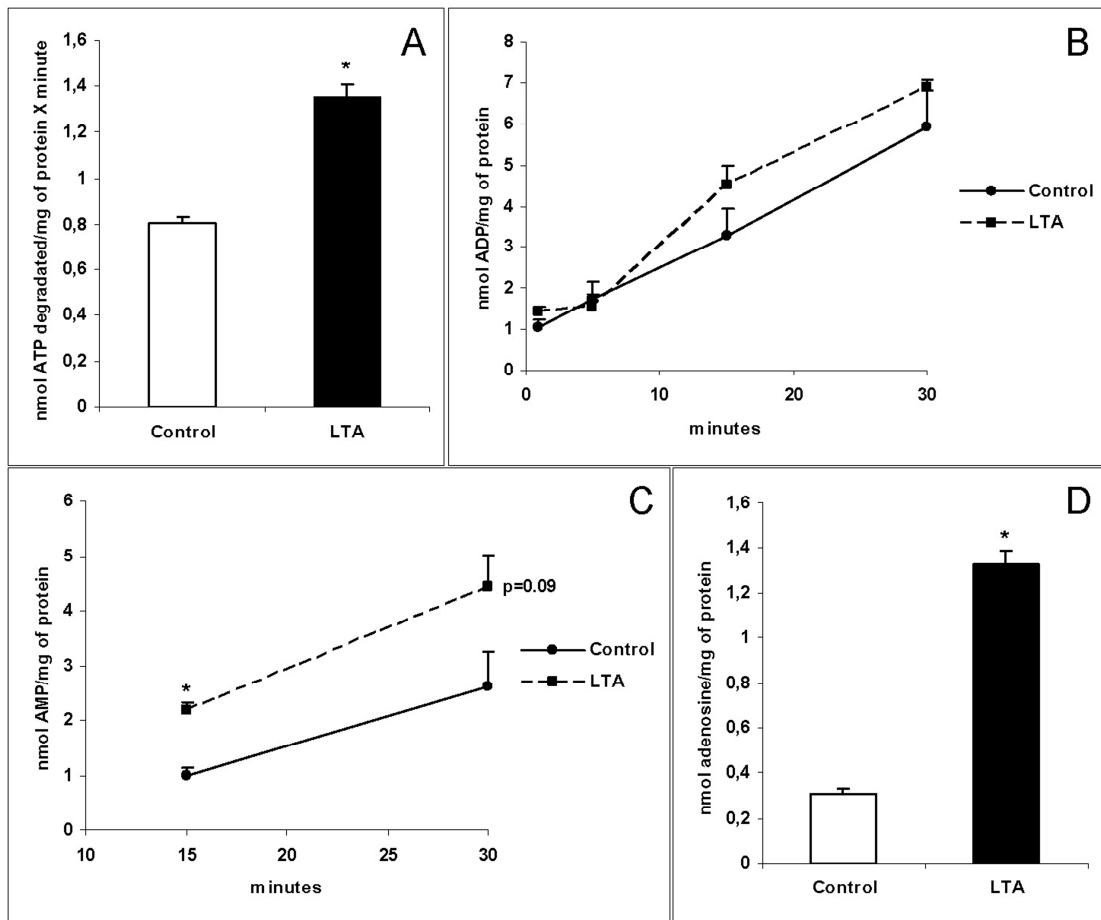 A
nmol ATP degradated/mg of protein X minute
1,6
1,4
1,2
1
0,8
0,6
0,4
0,2
0
*
Control
LTA
B
nmol ADP/mg of protein
8
7
6
5
4
3
2
1
0
0
10
20
30
minutes
Control
LTA
C
nmol AMP/mg of protein
6
5
4
3
2
1
0
*
p=0.09
10
15
20
25
30
minutes
Control
LTA
D
nmol adenosine/mg of protein
1,6
1,4
1,2
1
0,8
0,6
0,4
0,2
0
*
Control
LTA